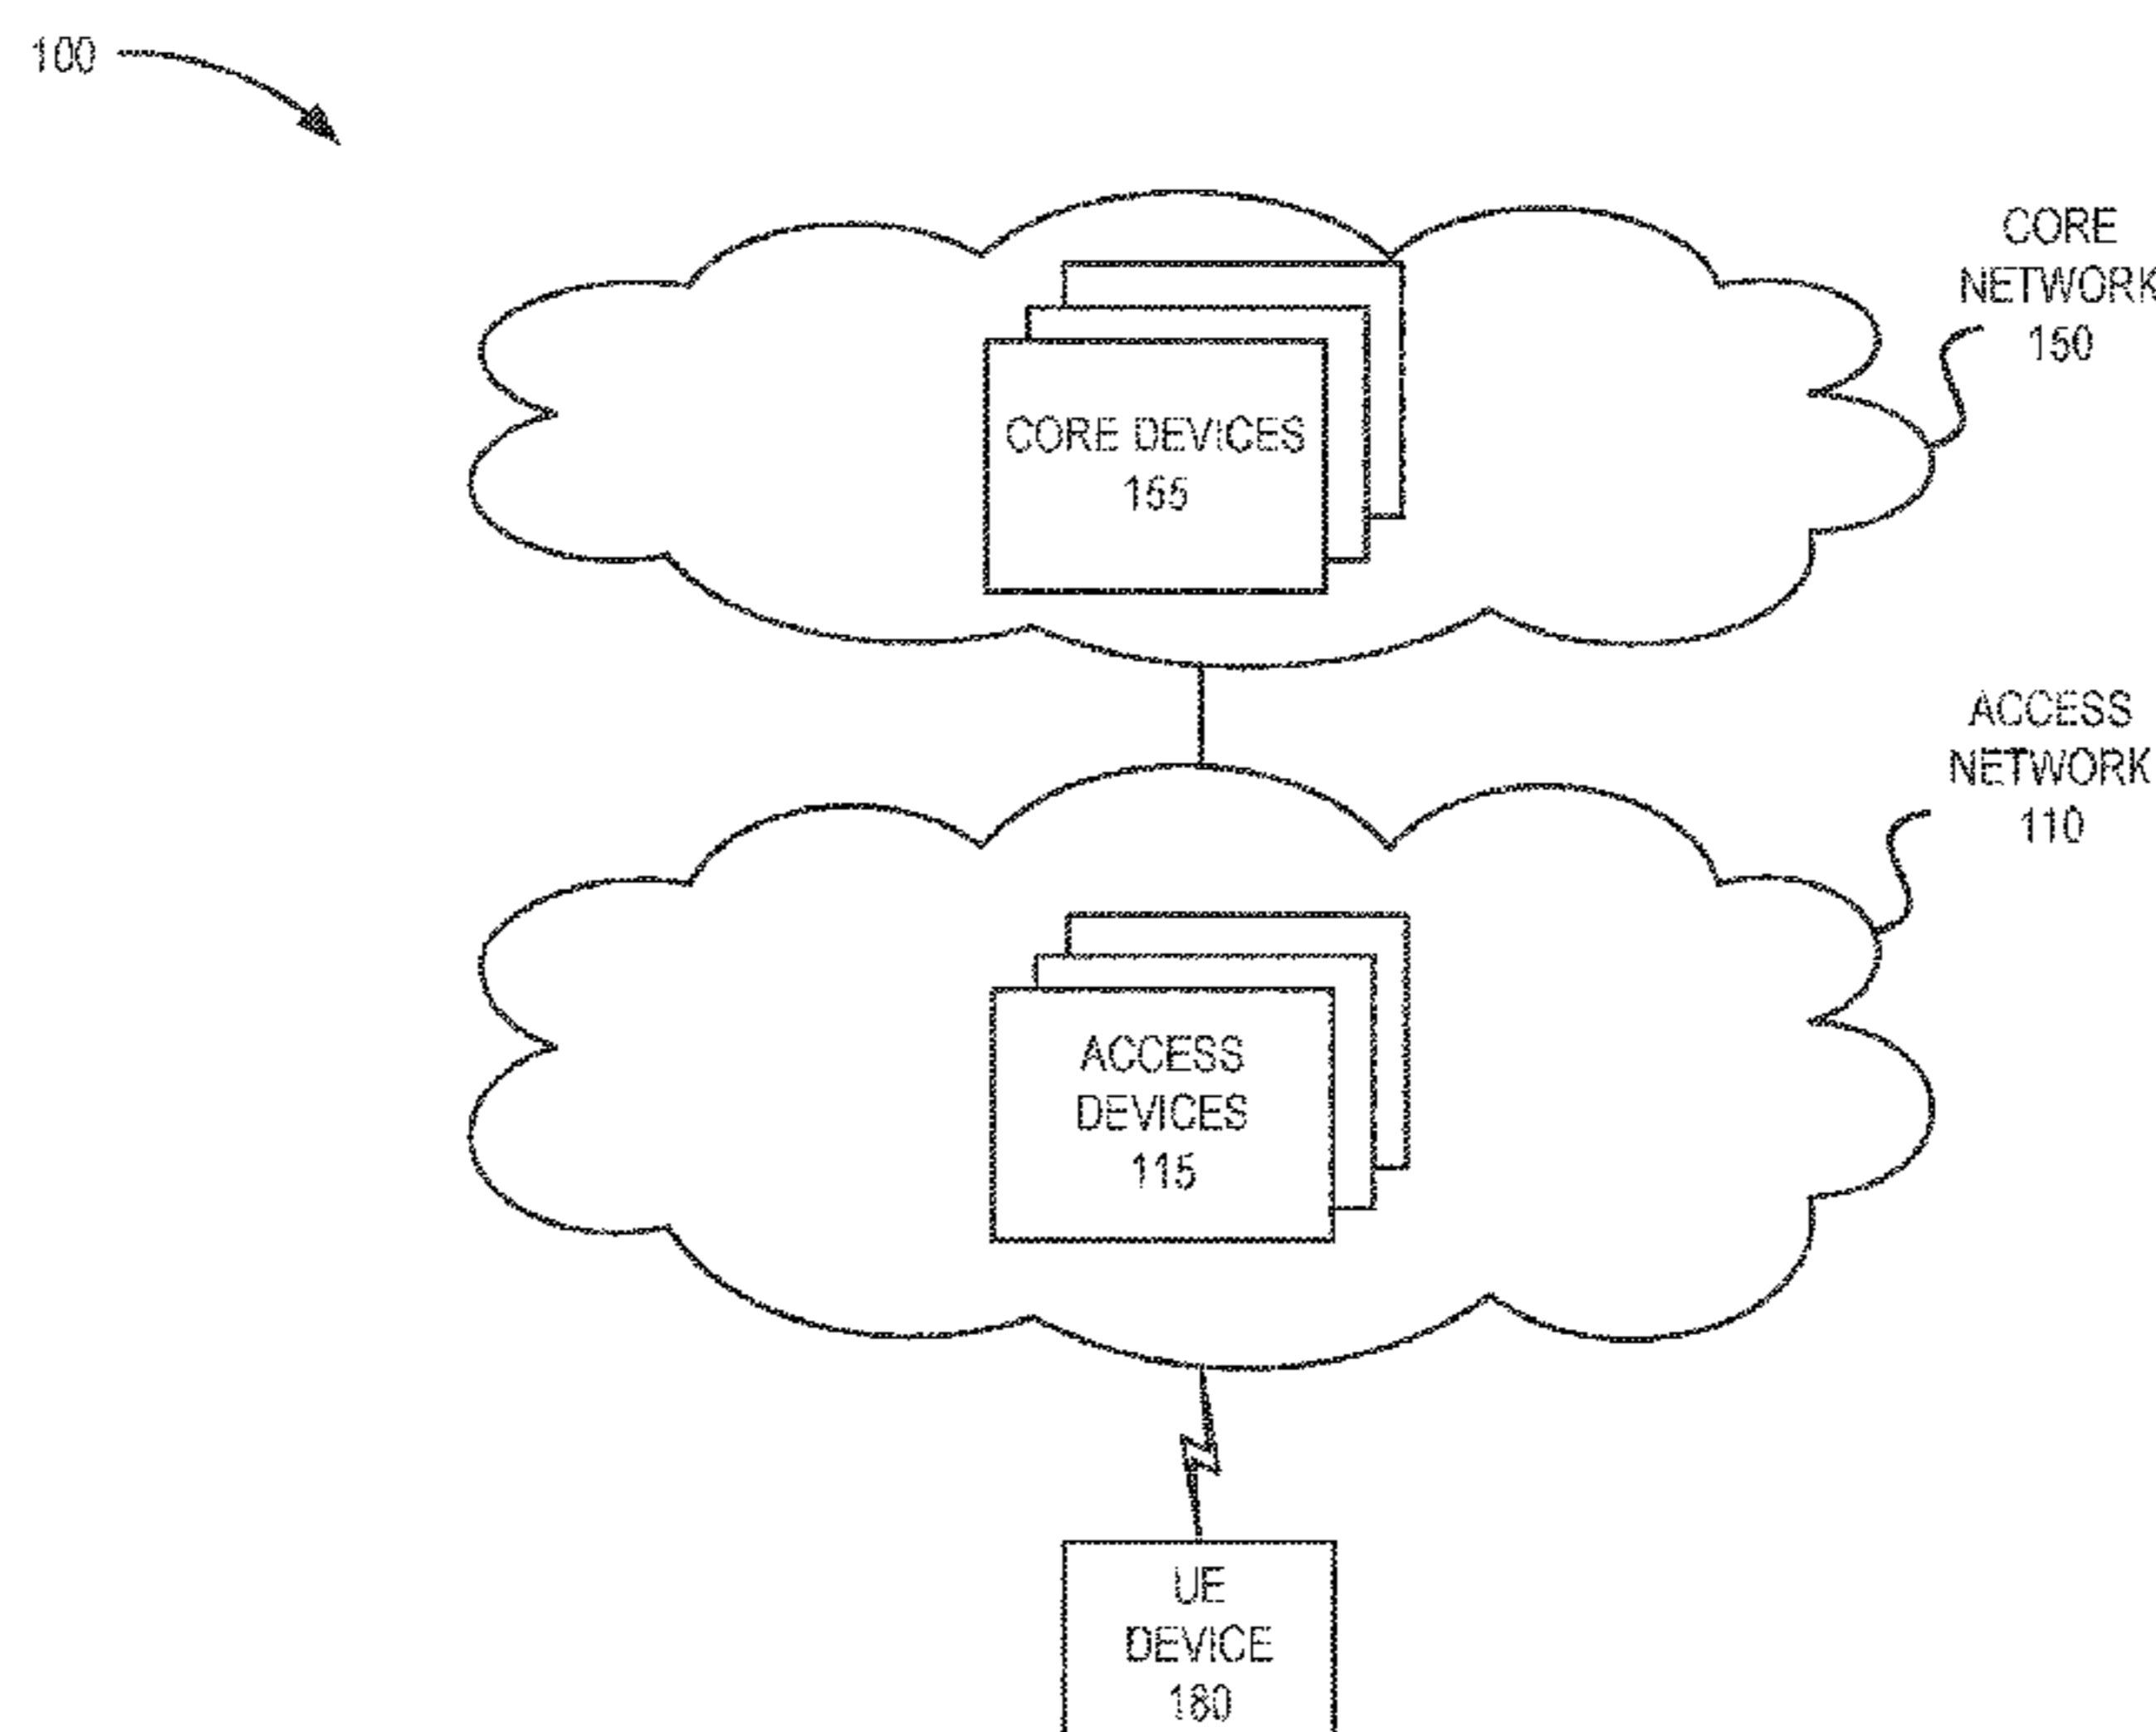 100
CORE
NETWORK
150
CORE DEVICES
155
ACCESS
NETWORK
110
ACCESS
DEVICES
115
UE
DEVICE
180